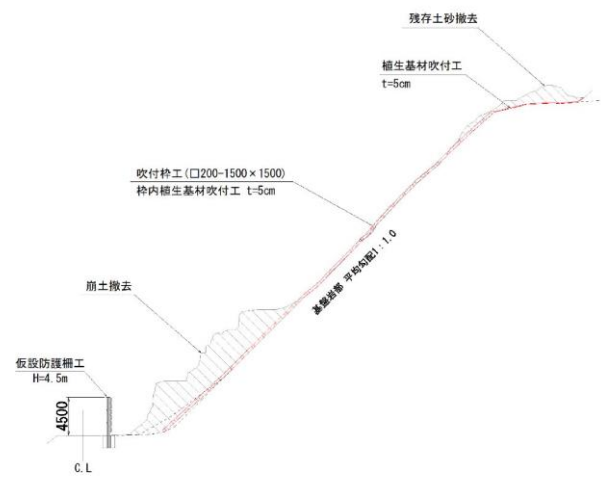 残存土砂撤去
植生基材吹付工
t=5cm
吹付枠工(□200-1500×1500)
枠内植生基材吹付工 t=5cm
基盤岩部 平均勾配1:1.0
崩土撤去
仮設防護柵工
H=4.5m
4500
C.L